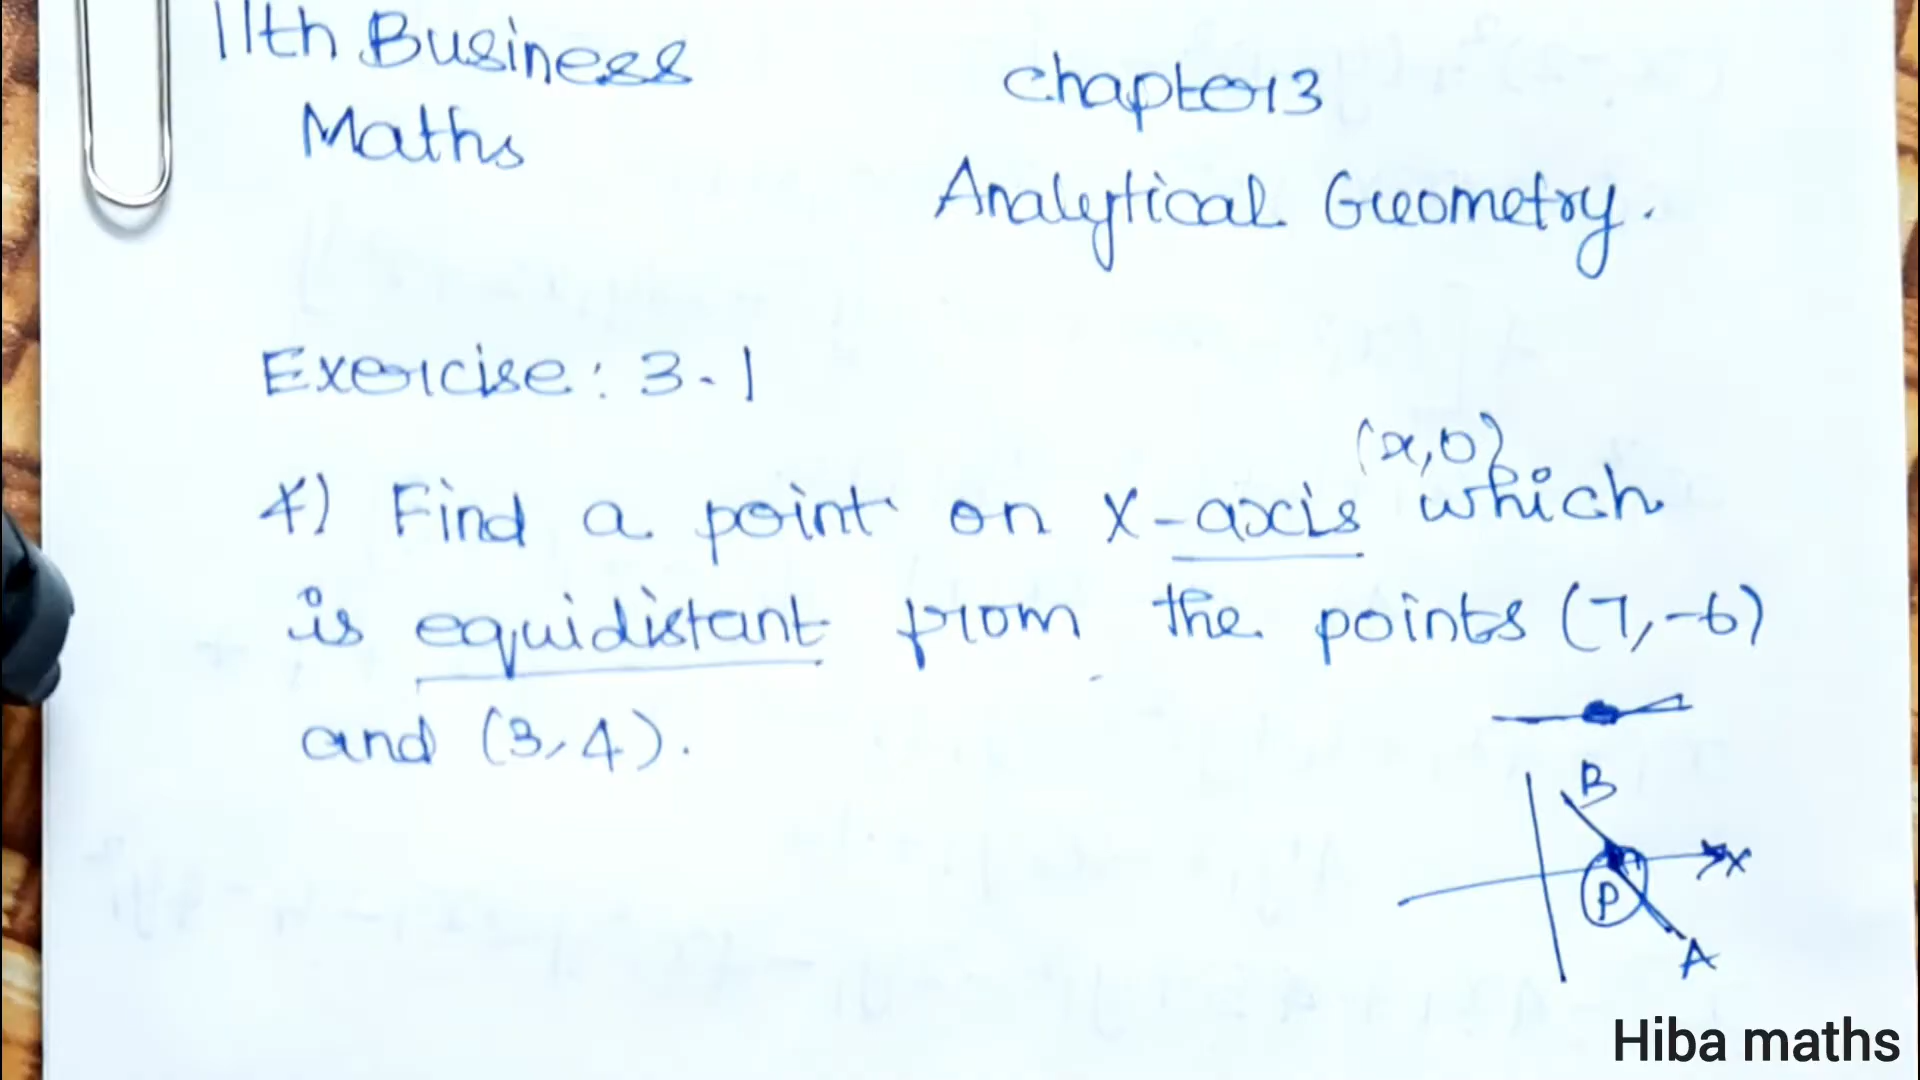 11th Business
Maths
Chapter 3
Analytical Geometry.
Exercise: 3.1
(x,0)
4) Find a point on X-axis which
is equidistant from the points (7,-6)
and (3,4).
B
X
P
A
Hiba maths